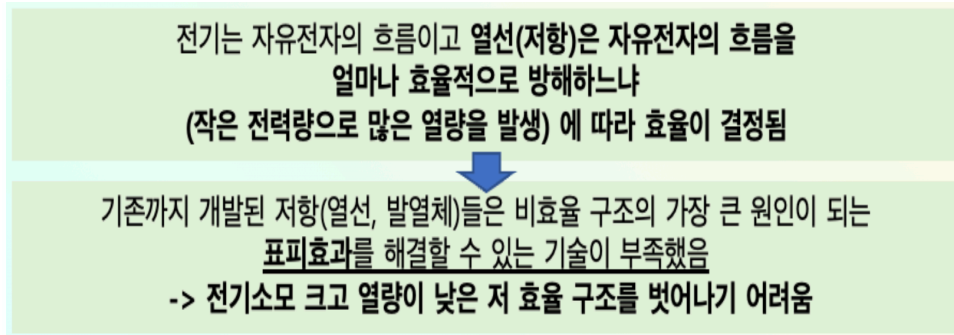 전기는 자유전자의 흐름이고 열선(저항)은 자유전자의 흐름을
얼마나 효율적으로 방해하느냐
(작은 전력량으로 많은 열량을 발생) 에 따라 효율이 결정됨
기존까지 개발된 저항(열선, 발열체)들은 비효율 구조의 가장 큰 원인이 되는
표피효과를 해결할 수 있는 기술이 부족했음
-> 전기소모 크고 열량이 낮은 저 효율 구조를 벗어나기 어려움